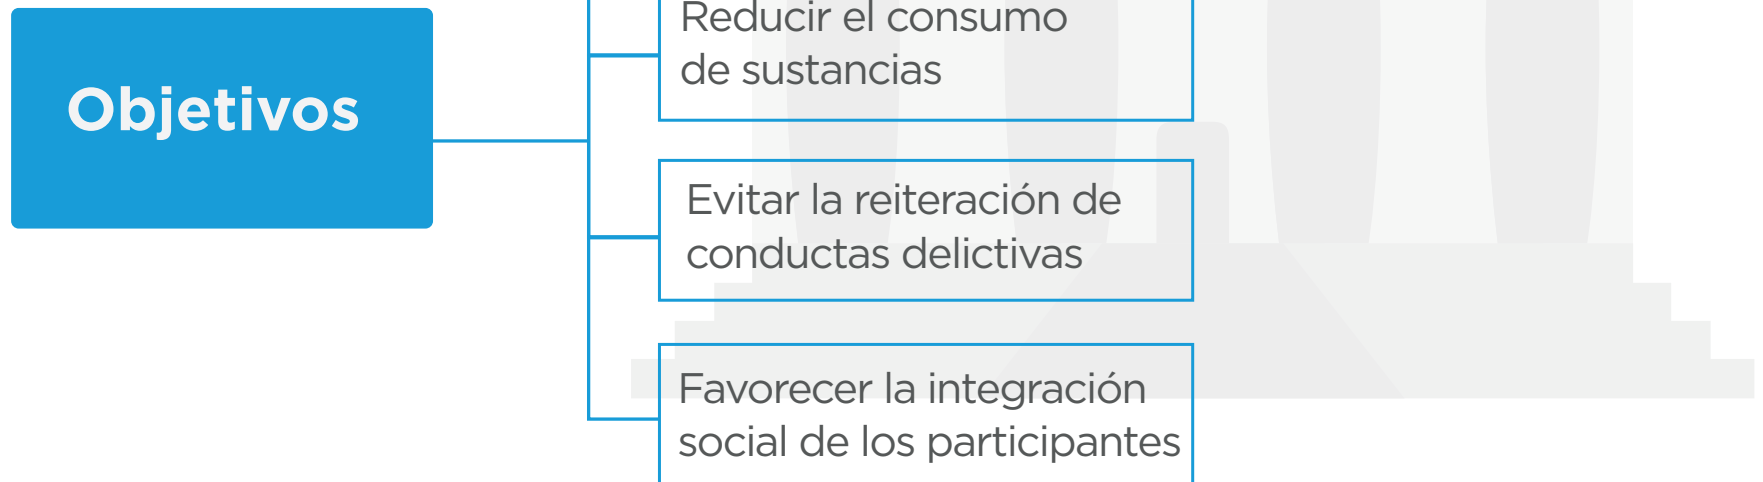 Objetivos
Reducir el consumo
de sustancias
Evitar la reiteración de
conductas delictivas
Favorecer la integración
social de los participantes